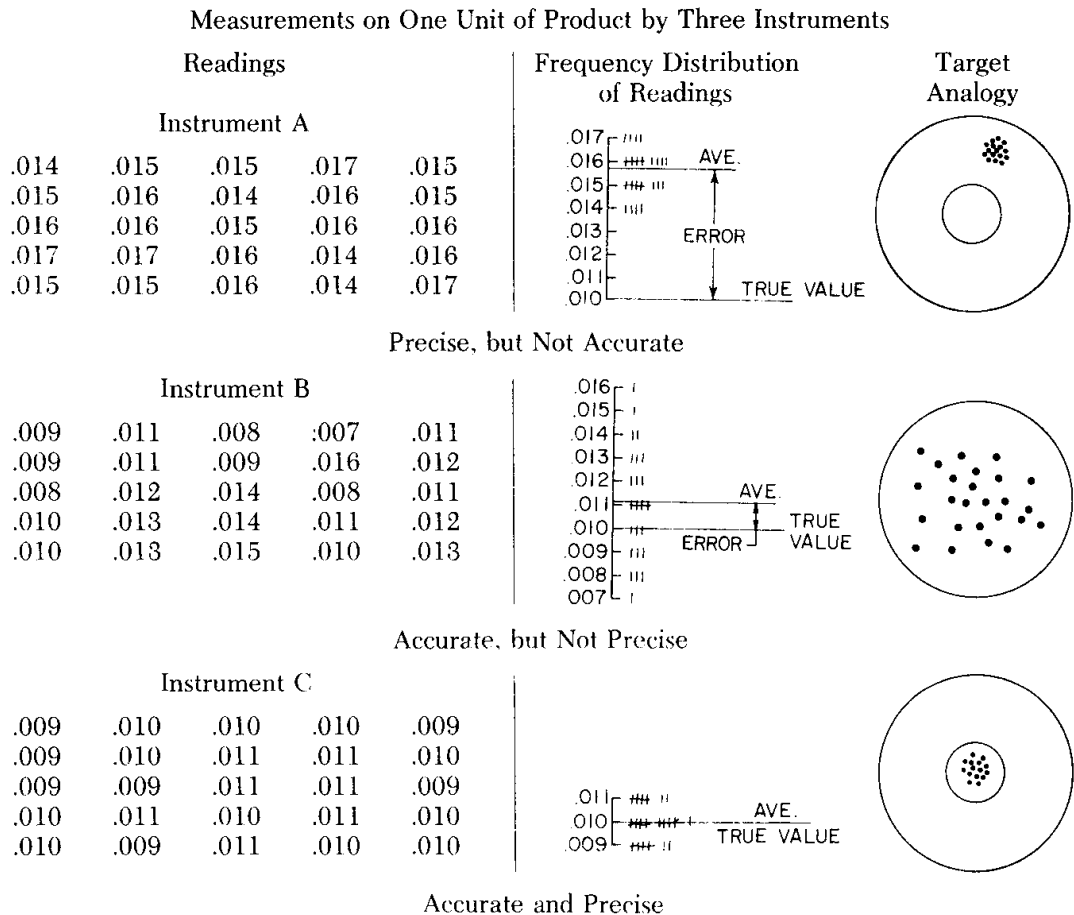 Measurements on One Unit of Product by Three Instruments
Readings
Frequency Distribution
of Readings
Target
Analogy
Instrument A
.014 .015 .015 .017 .015
.015 .016 .014 .016 .015
.016 .016 .015 .016 .016
.017 .017 .016 .014 .016
.015 .015 .016 .014 .017
.017
.016
AVE.
.015
.014
.013
ERROR
.012
.011
.010
TRUE VALUE
Precise, but Not Accurate
Instrument B
.009 .011 .008 :007 .011
.009 .011 .009 .016 .012
.008 .012 .014 .008 .011
.010 .013 .014 .011 .012
.010 .013 .015 .010 .013
.016
.015
.014
.013
.012
AVE.
.011
.010
TRUE
VALUE
ERROR
.009
.008
.007
Accurate, but Not Precise
Instrument C
.009 .010 .010 .010 .009
.009 .010 .011 .011 .010
.009 .009 .011 .011 .009
.010 .011 .010 .011 .010
.010 .009 .011 .010 .010
.011
AVE.
.010
TRUE VALUE
.009
Accurate and Precise